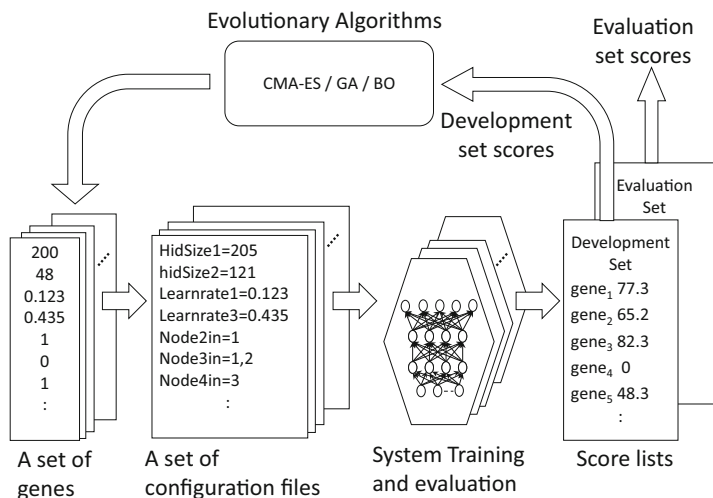 Evolutionary Algorithms
CMA-ES / GA / BO
Evaluation
set scores
Development
set scores
200
48
0.123
0.435
1
0
1
:
A set of
genes
HidSize1=205
hidSize2=121
Learnrate1=0.123
Learnrate3=0.435
Node2in=1
Node3in=1,2
Node4in=3
:
A set of
configuration files
System Training
and evaluation
Evaluation
Set
Development
Set
gene1 77.3
gene2 65.2
gene3 82.3
gene4 0
gene5 48.3
:
Score lists